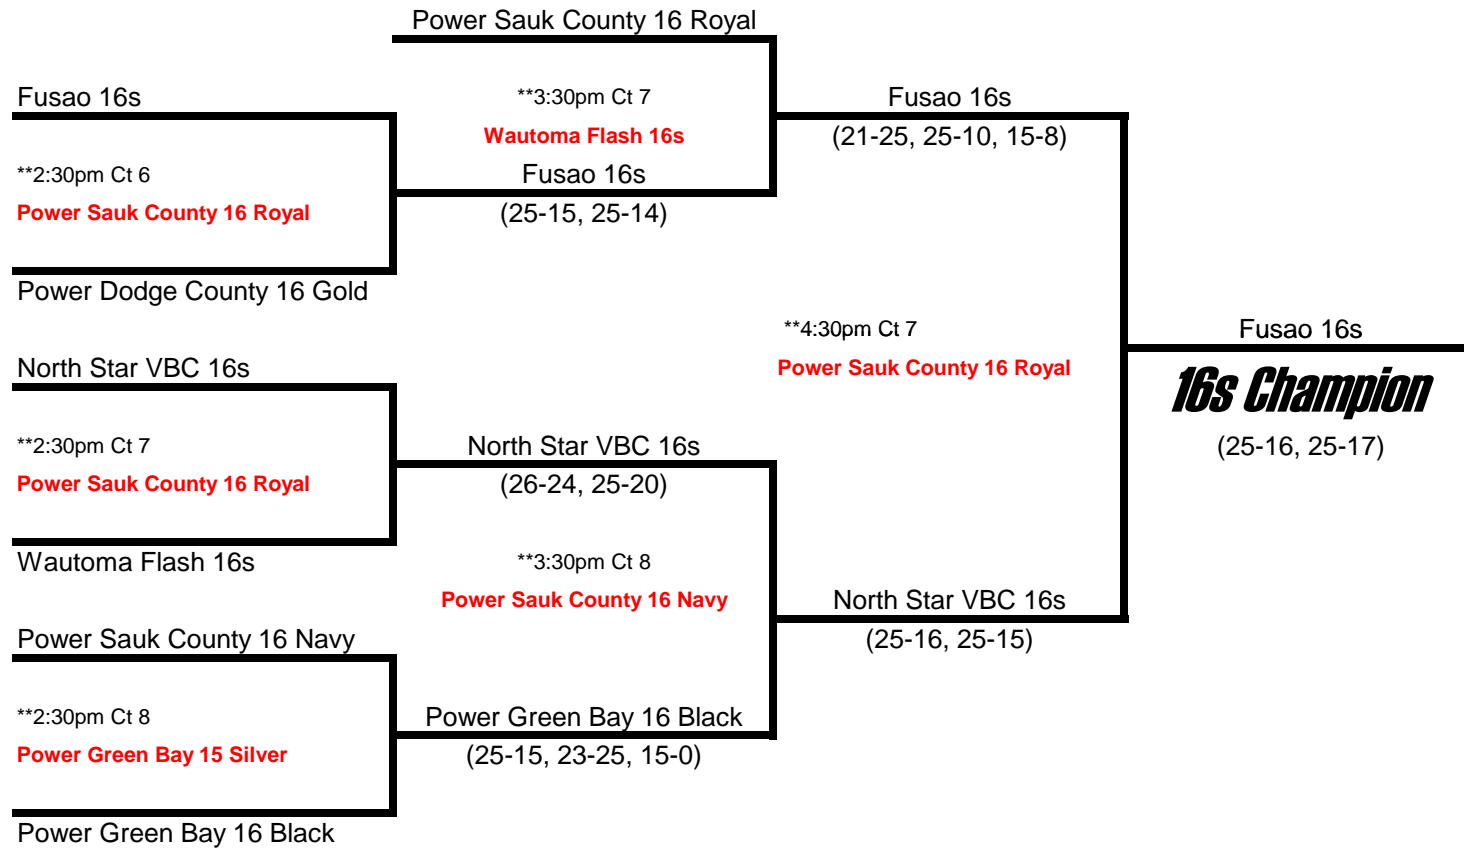 Power Sauk County 16 Royal
Fusao 16s
**3:30pm Ct 7
Fusao 16s
Wautoma Flash 16s
(21-25, 25-10, 15-8)
**2:30pm Ct 6
Fusao 16s
Power Sauk County 16 Royal
(25-15, 25-14)
Power Dodge County 16 Gold
**4:30pm Ct 7
Fusao 16s
North Star VBC 16s
Power Sauk County 16 Royal
16s Champion
**2:30pm Ct 7
North Star VBC 16s
(25-16, 25-17)
Power Sauk County 16 Royal
(26-24, 25-20)
Wautoma Flash 16s
**3:30pm Ct 8
Power Sauk County 16 Navy
North Star VBC 16s
Power Sauk County 16 Navy
(25-16, 25-15)
**2:30pm Ct 8
Power Green Bay 16 Black
Power Green Bay 15 Silver
(25-15, 23-25, 15-0)
Power Green Bay 16 Black